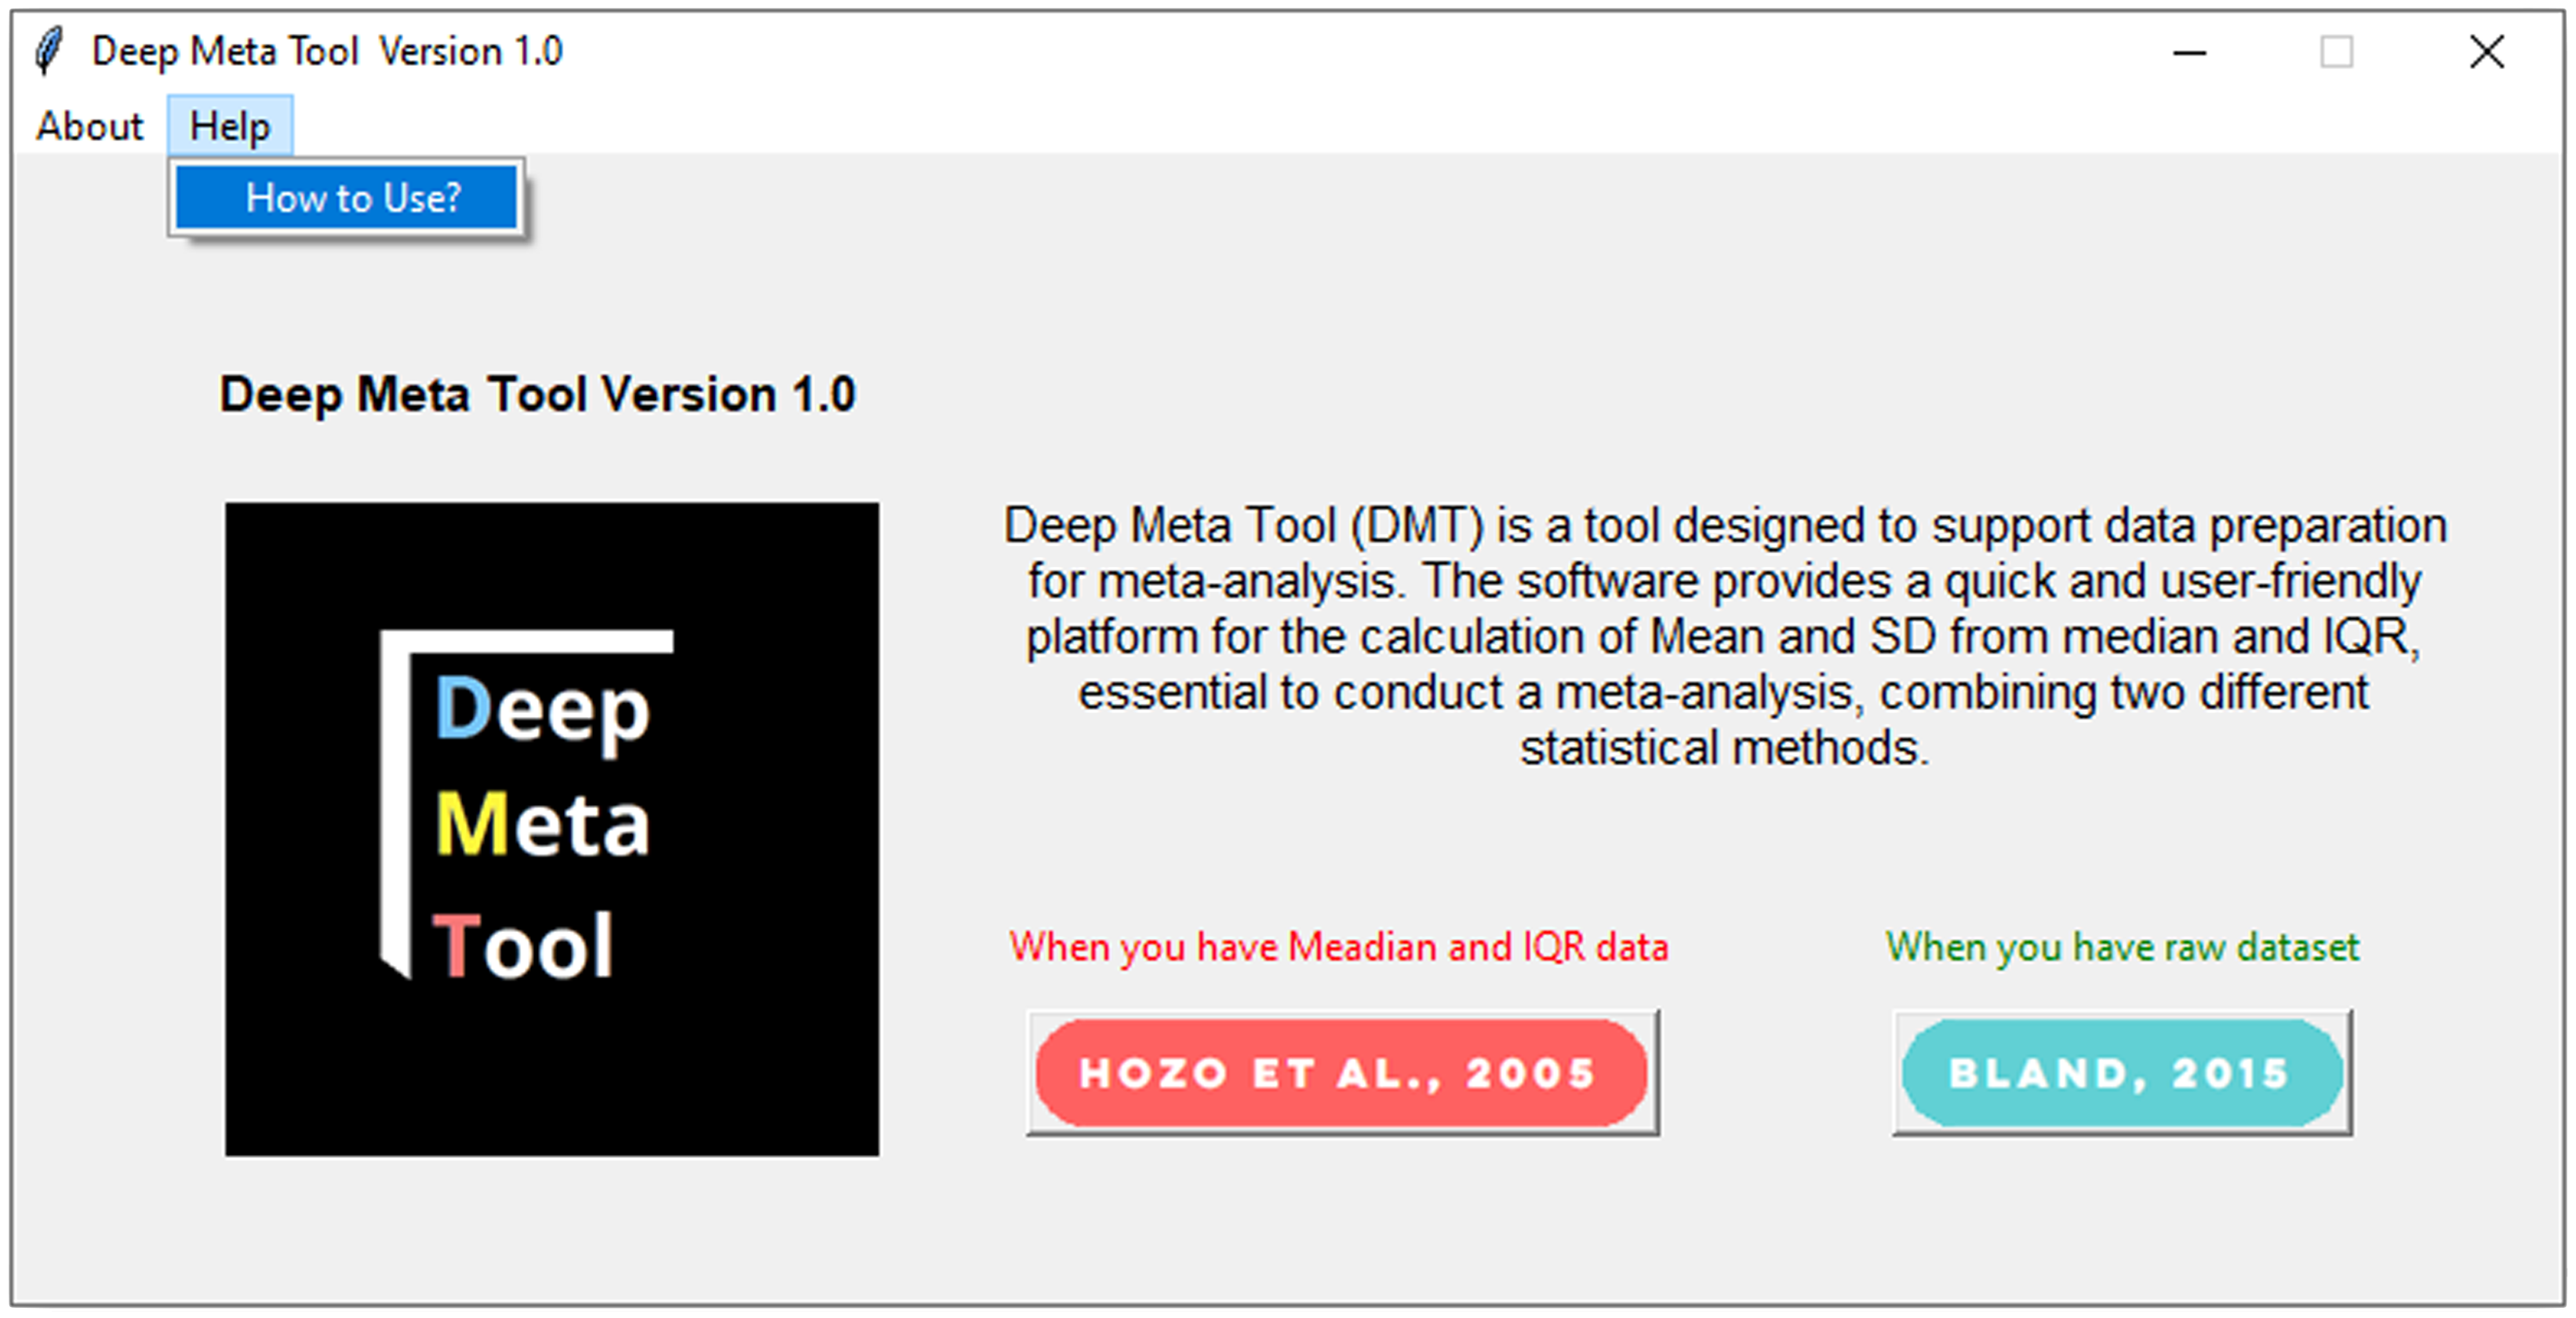 Deep Meta Tool  Version 1.0
About Help
How to Use?
Deep Meta Tool Version 1.0
Deep
Meta
Tool
Deep Meta Tool (DMT) is a tool designed to support data preparation
for meta-analysis. The software provides a quick and user-friendly
platform for the calculation of Mean and SD from median and IQR,
essential to conduct a meta-analysis, combining two different
statistical methods.
When you have Meadian and IQR data
HOZO ET AL., 2005
When you have raw dataset
BLAND, 2015